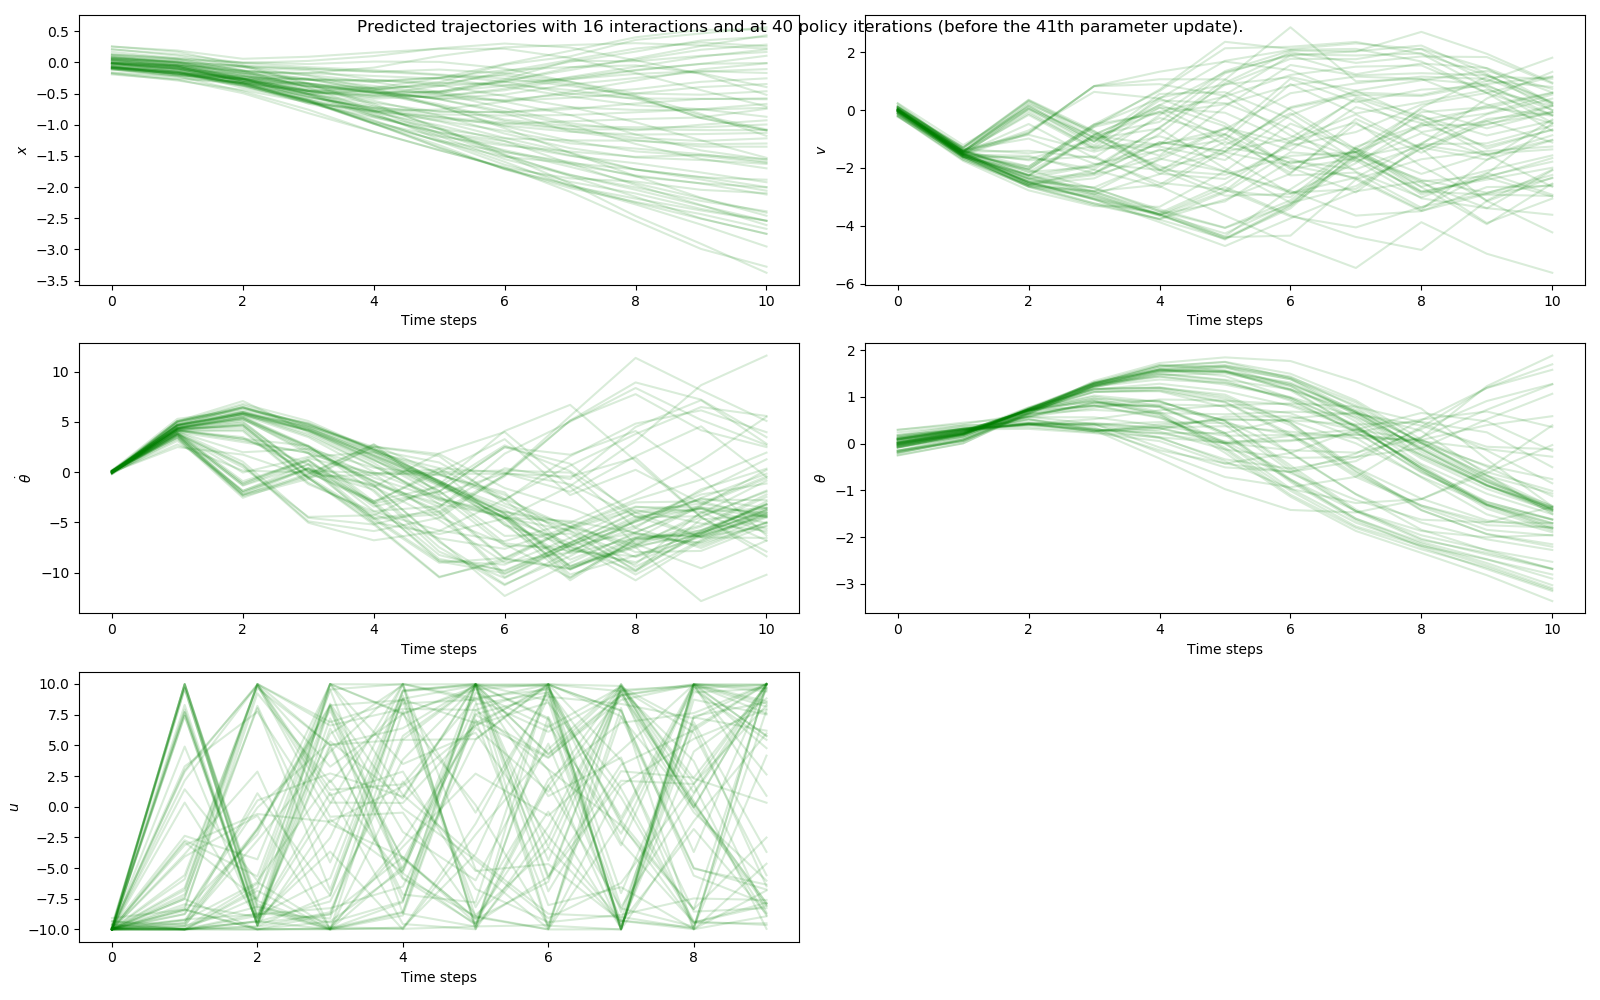 Predicted trajectories with 16 interactions and at 40 policy iterations (before the 41th parameter update).
0.5
0.0
−0.5
−1.0
−1.5
−2.0
−2.5
−3.0
−3.5
x
0 2 4 6 8 10
Time steps
2
0
−2
−4
−6
v
0 2 4 6 8 10
Time steps
10
5
0
−5
−10
θ̇
0 2 4 6 8 10
Time steps
2
1
0
−1
−2
−3
θ
0 2 4 6 8 10
Time steps
10.0
7.5
5.0
2.5
0.0
−2.5
−5.0
−7.5
−10.0
u
0 2 4 6 8
Time steps